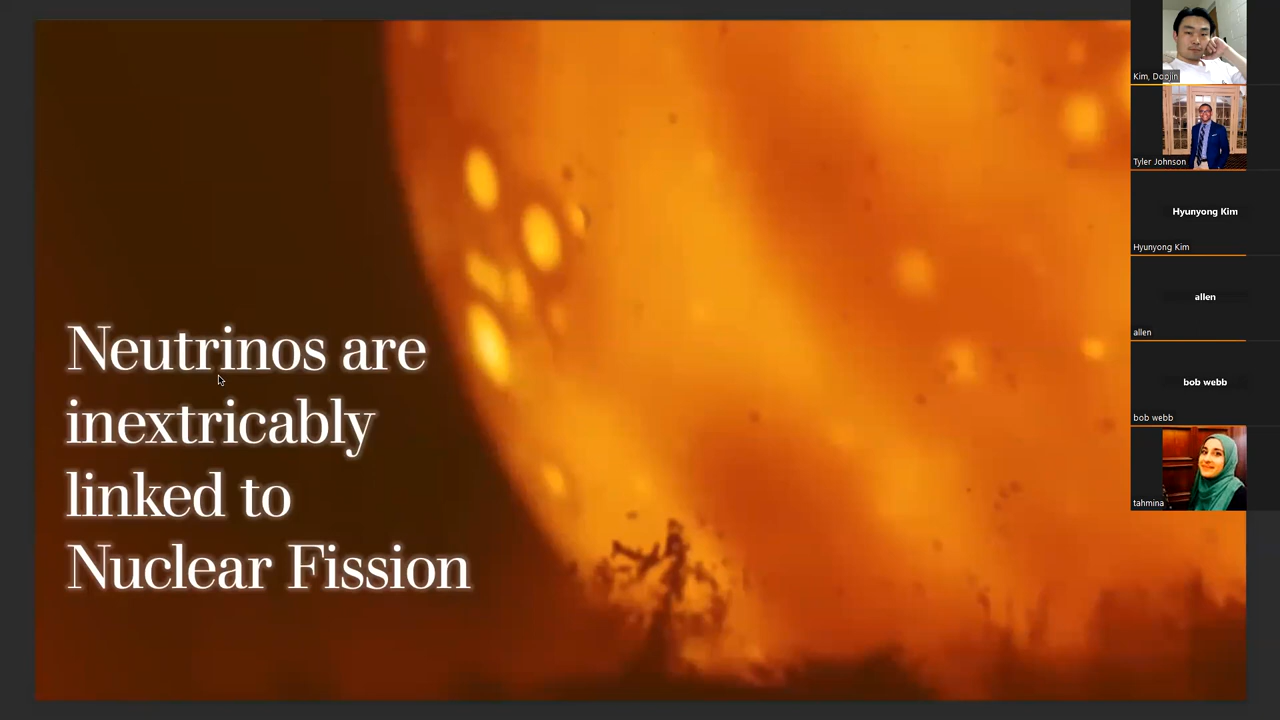 Neutrinos are
inextricably
linked to
Nuclear Fission
Kim, Doojin
Tyler Johnson
Hyunyong Kim
Hyunyong Kim
allen
allen
bob webb
bob webb
tahmina